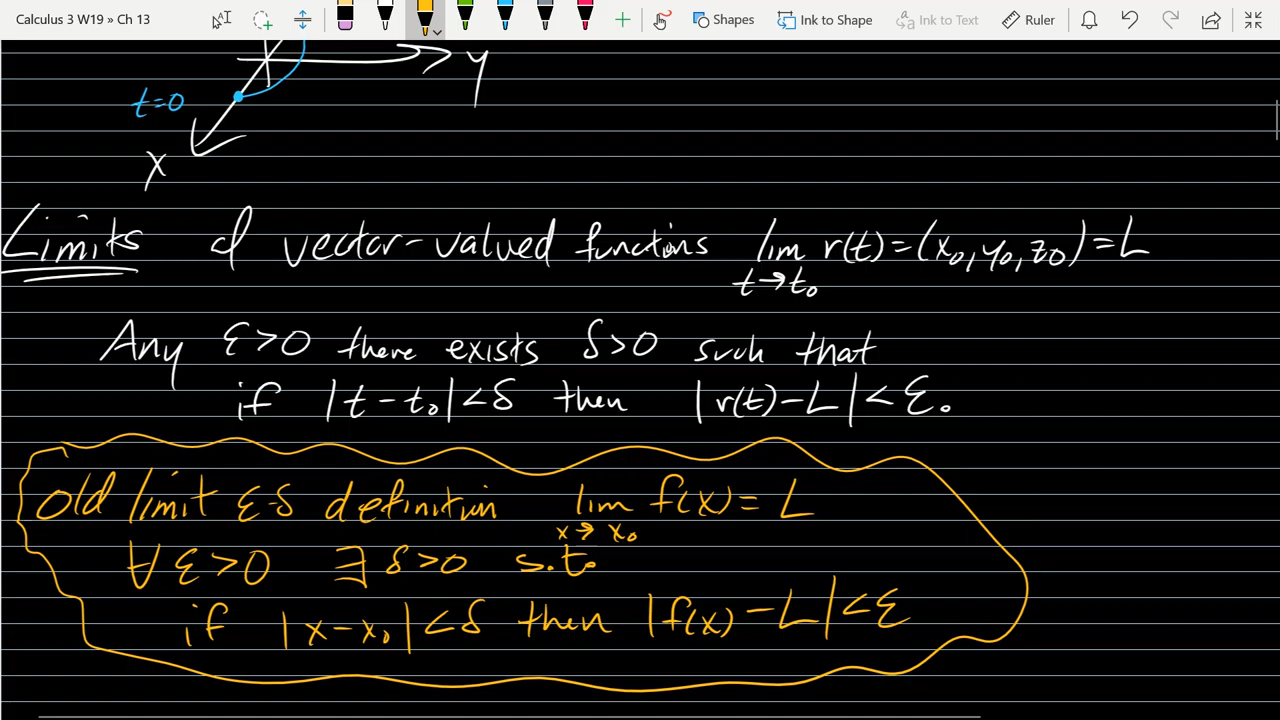 Calculus 3 W19 » Ch 13
Shapes
Ink to Shape
Ink to Text
Ruler
y
t=0
x
Limits of vector-valued functions lim r(t)=(x₀,y₀,z₀)=L
t→t₀
Any ε>0 there exists δ>0 such that
if |t-t₀|<δ then |r(t)-L|<ε.
Old limit ε-δ definition lim f(x)=L
x→x₀
∀ε>0 ∃δ>0 s.t.
if |x-x₀|<δ then |f(x)-L|<ε